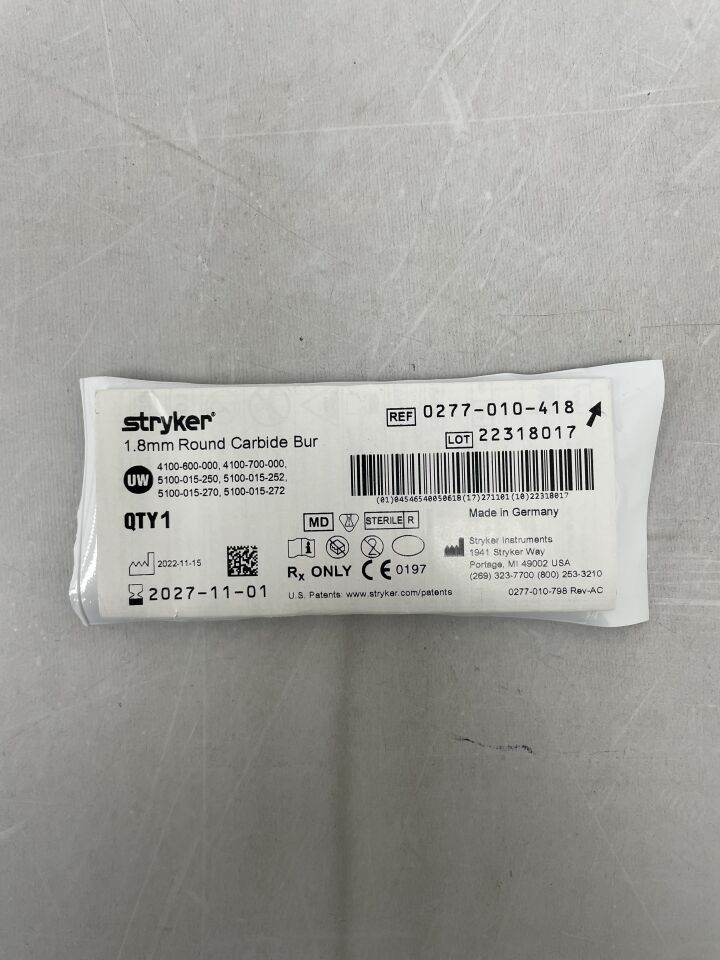 stryker®
1.8mm Round Carbide Bur
UW
4100-600-000, 4100-700-000,
5100-015-250, 5100-015-252,
5100-015-270, 5100-015-272
QTY1
REF 0277-010-418
LOT 22318017
(01)04546540050618(17)271101(10)22318017
Made in Germany
MD STERILE R
2022-11-15
2027-11-01
Rx ONLY CE 0197
U.S. Patents: www.stryker.com/patents
Stryker Instruments
1941 Stryker Way
Portage, MI 49002 USA
(269) 323-7700 (800) 253-3210
0277-010-798 Rev-AC